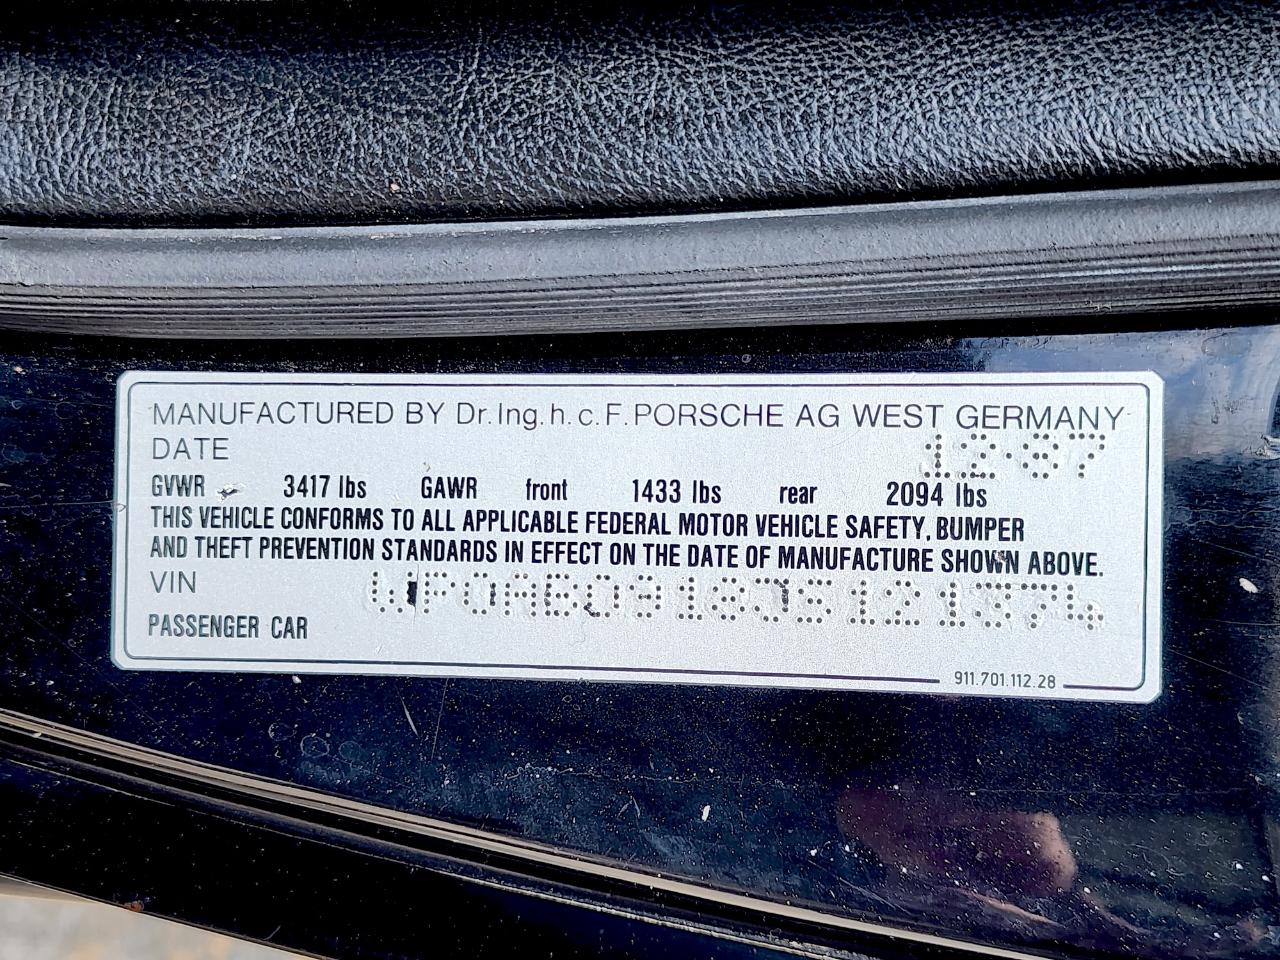 MANUFACTURED BY Dr.Ing.h.c.F.PORSCHE AG WEST GERMANY
DATE 12·87
GVWR 3417 lbs GAWR front 1433 lbs rear 2094 lbs
THIS VEHICLE CONFORMS TO ALL APPLICABLE FEDERAL MOTOR VEHICLE SAFETY, BUMPER
AND THEFT PREVENTION STANDARDS IN EFFECT ON THE DATE OF MANUFACTURE SHOWN ABOVE.
VIN WP0AB0918JS121374
PASSENGER CAR
911.701.112.28